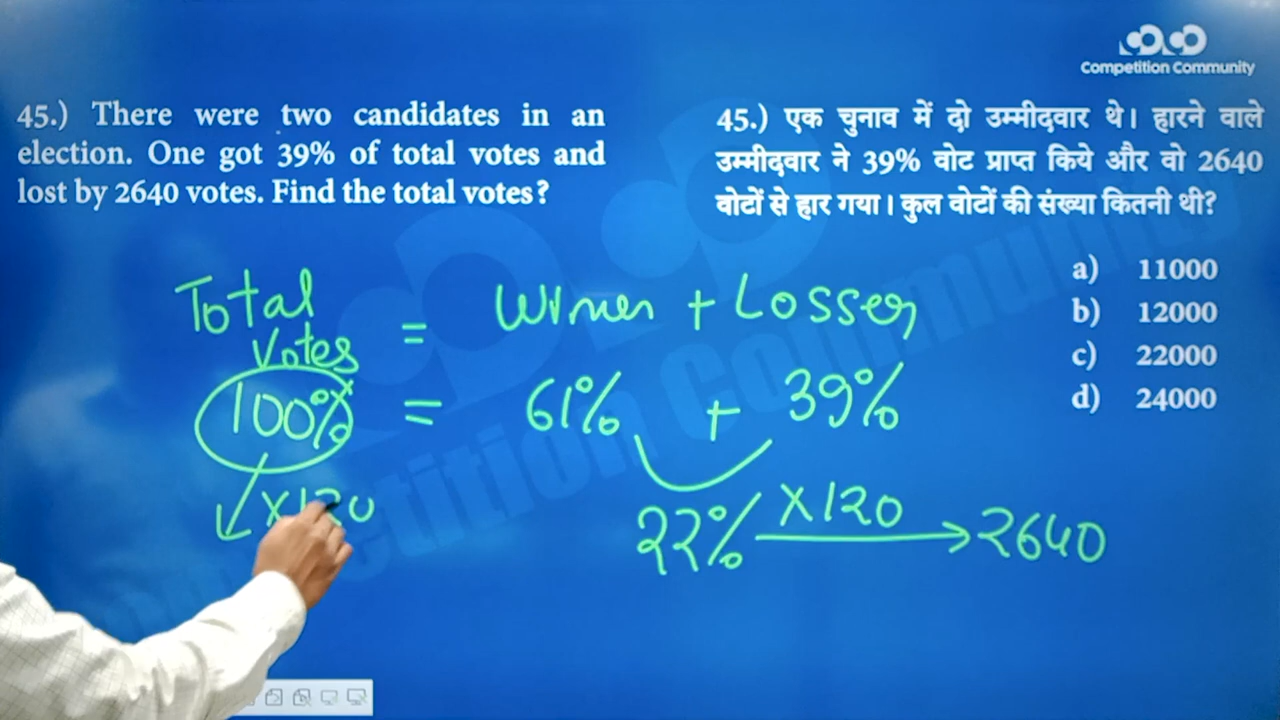 Competition Community
45.) There were two candidates in an
election. One got 39% of total votes and
lost by 2640 votes. Find the total votes?
45.) एक चुनाव में दो उम्मीदवार थे। हारने वाले
उम्मीदवार ने 39% वोट प्राप्त किये और वो 2640
वोटों से हार गया। कुल वोटों की संख्या कितनी थी?
a) 11000
b) 12000
c) 22000
d) 24000
Total
Votes = Winner + Losser
100% = 61% + 39%
X120
22% X120 2640
Competition Community